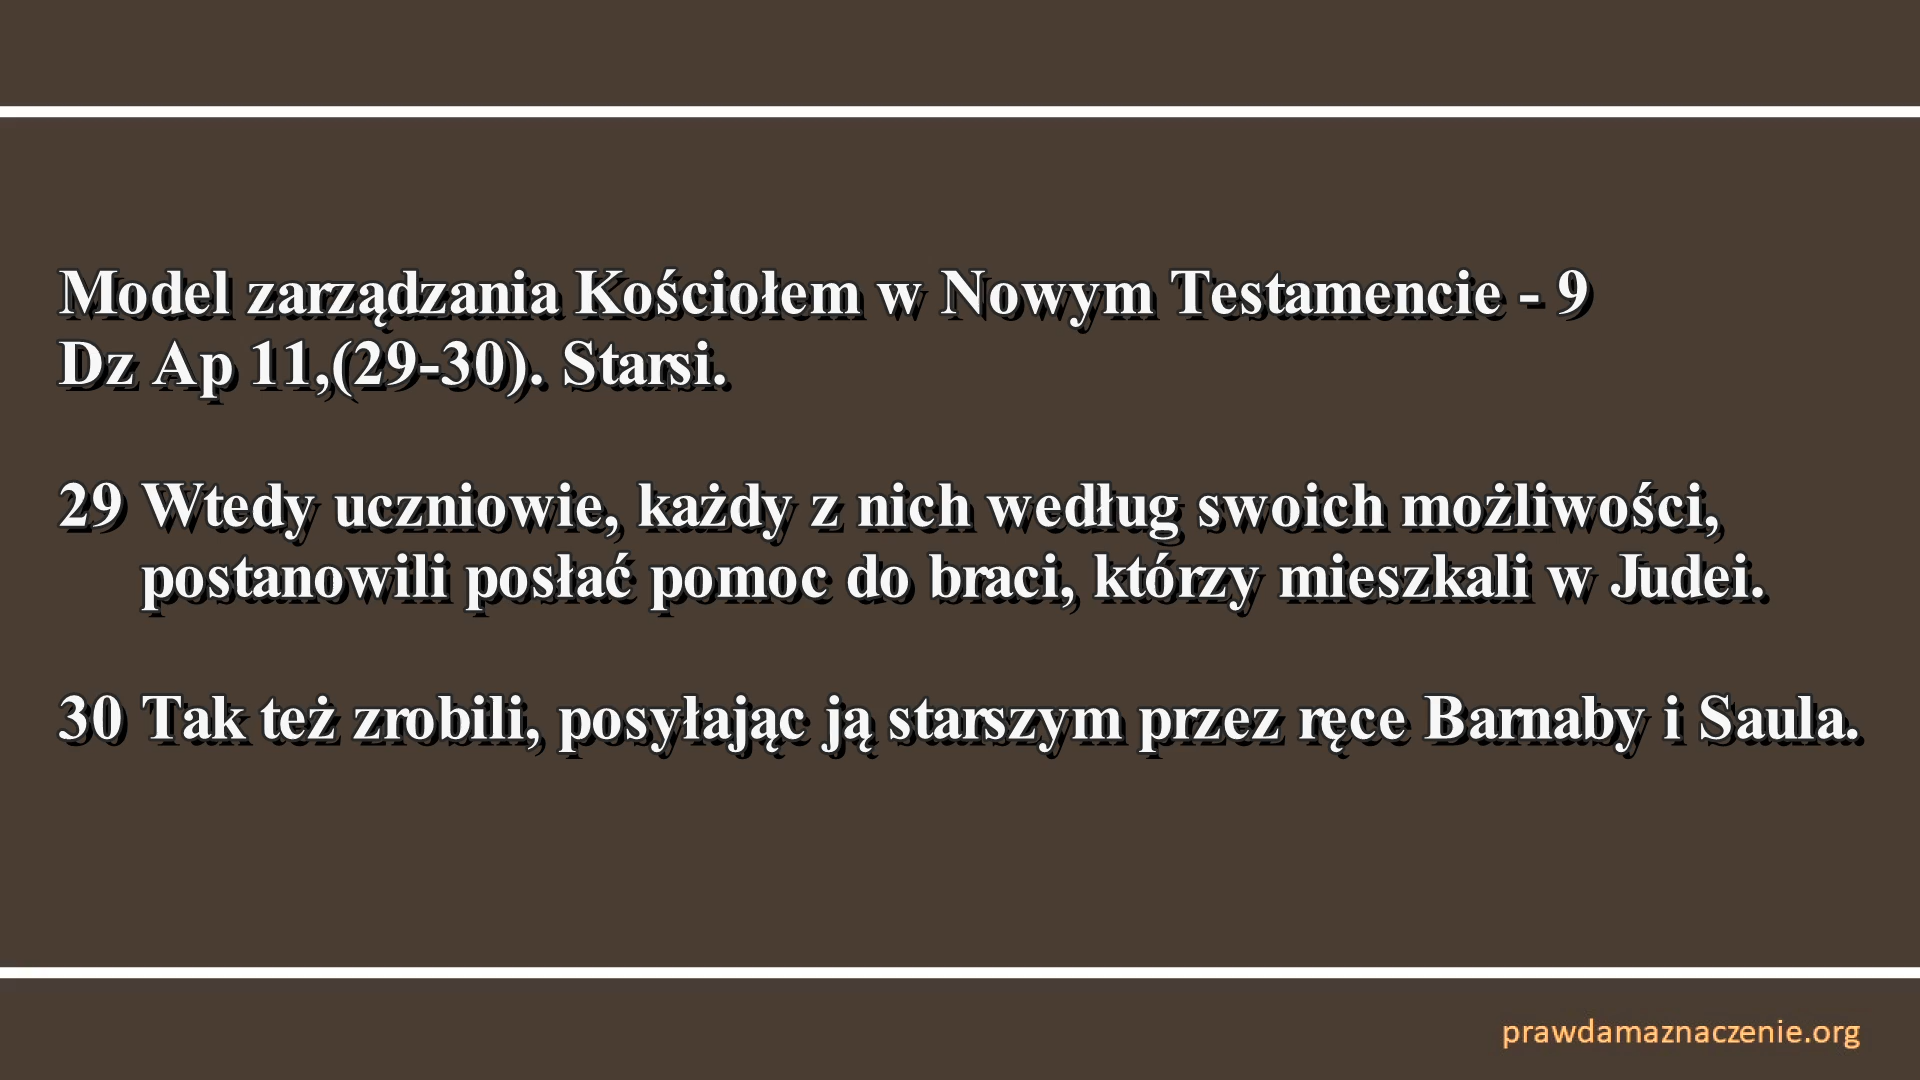 Model zarządzania Kościołem w Nowym Testamencie - 9
Dz Ap 11,(29-30). Starsi.
29 Wtedy uczniowie, każdy z nich według swoich możliwości,
postanowili posłać pomoc do braci, którzy mieszkali w Judei.
30 Tak też zrobili, posyłając ją starszym przez ręce Barnaby i Saula.
prawdamaznaczenie.org